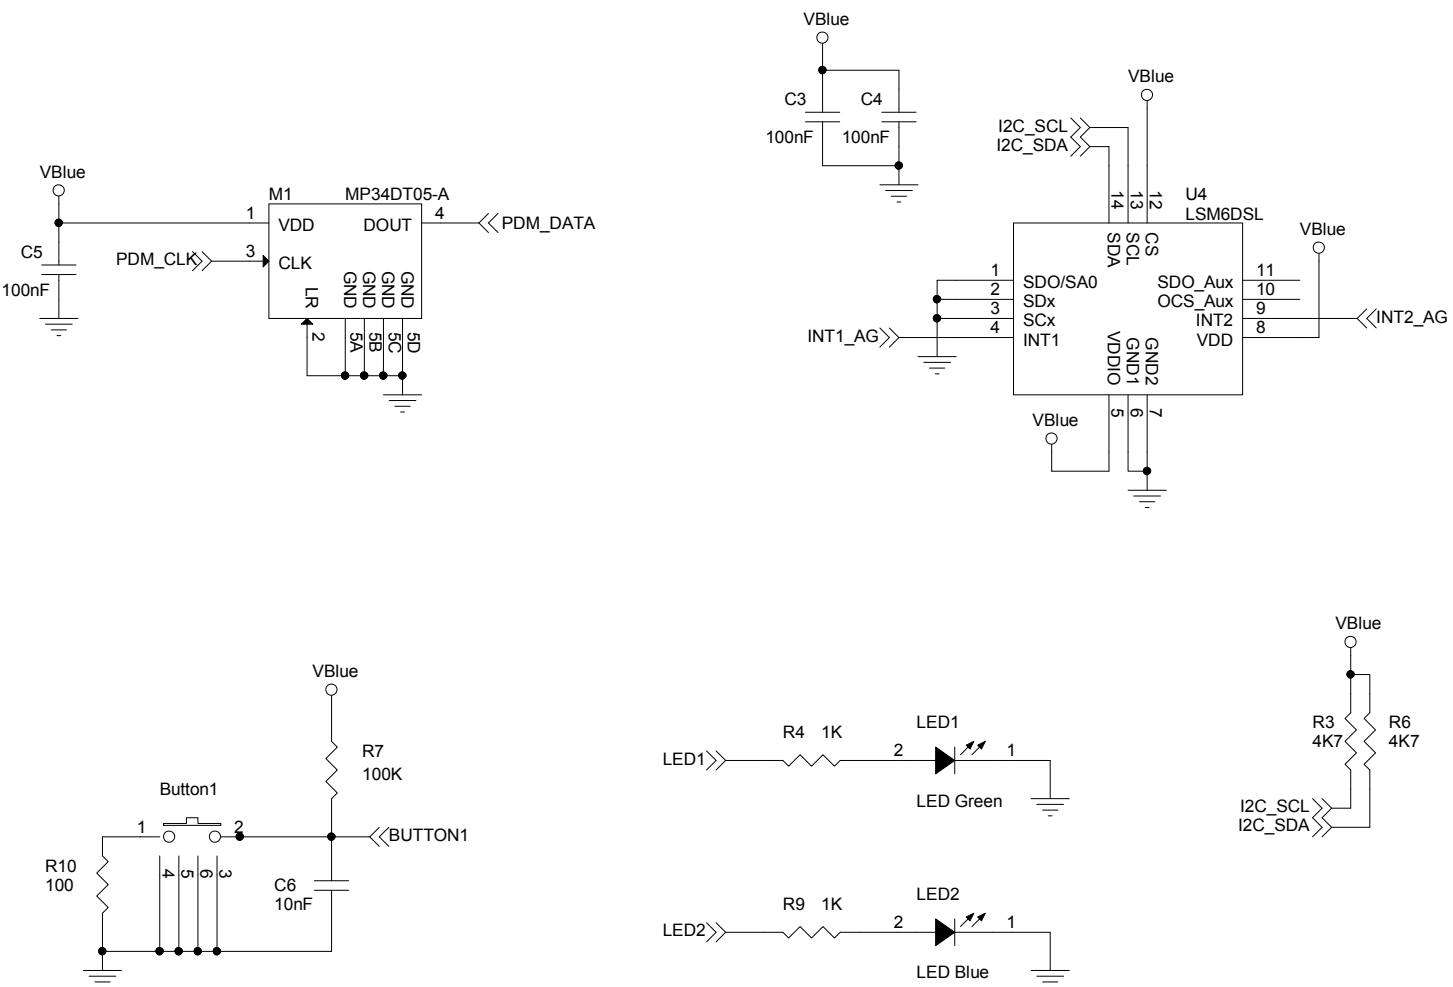 VBlue
C3
C4
100nF
100nF
VBlue
I2C_SCL
I2C_SDA
14
13
12
U4
LSM6DSL
SDA
SCL
CS
VBlue
1
SDO/SA0
SDO_Aux
11
2
SDx
OCS_Aux
10
3
SCx
INT2
9
INT2_AG
INT1_AG
4
INT1
VDD
8
VDDIO
GND1
GND2
5
6
7
VBlue
VBlue
M1
MP34DT05-A
1
VDD
DOUT
4
PDM_DATA
C5
100nF
PDM_CLK
3
CLK
LR
GND
GND
GND
GND
2
5A
5B
5C
5D
VBlue
R7
100K
Button1
1
2
BUTTON1
R10
100
4
5
6
3
C6
10nF
LED1
R4 1K
2
LED1
1
LED Green
LED2
R9 1K
2
LED2
1
LED Blue
VBlue
R3
R6
4K7
4K7
I2C_SCL
I2C_SDA